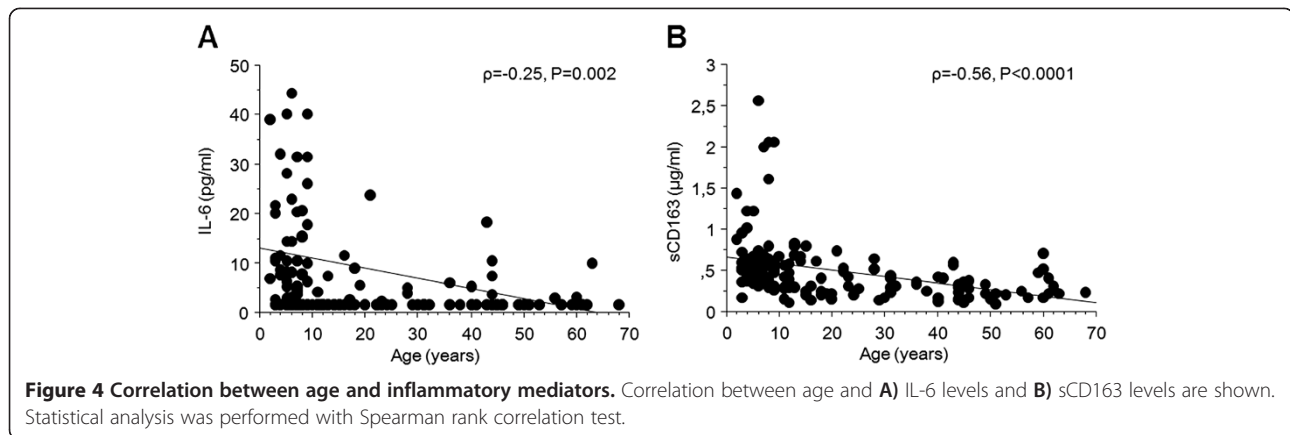 A
ρ=-0.25, P=0.002
IL-6 (pg/ml)
50
40
30
20
10
0
0 10 20 30 40 50 60 70
Age (years)
B
ρ=-0.56, P<0.0001
sCD163 (µg/ml)
3
2,5
2
1,5
1
,5
0
0 10 20 30 40 50 60 70
Age (years)
Figure 4 Correlation between age and inflammatory mediators. Correlation between age and A) IL-6 levels and B) sCD163 levels are shown.
Statistical analysis was performed with Spearman rank correlation test.